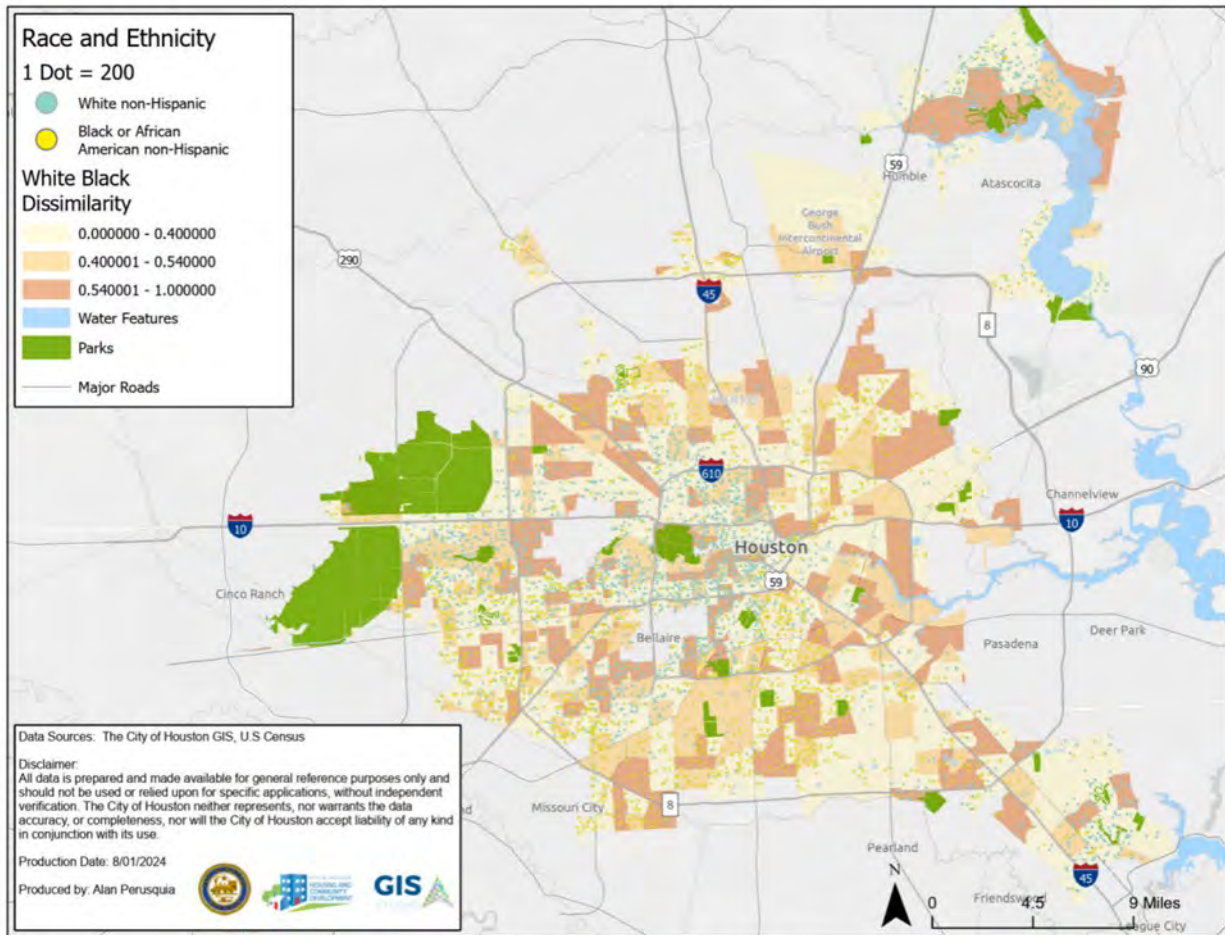 Race and Ethnicity
1 Dot = 200
White non-Hispanic
Black or African
American non-Hispanic
White Black
Dissimilarity
0.000000 - 0.400000
0.400001 - 0.540000
0.540001 - 1.000000
Water Features
Parks
Major Roads
59
Humble
Atascocita
George
Bush
Intercontinental
Airport
290
45
8
90
610
Channelview
10
10
Houston
59
Cinco Ranch
Bellaire
Pasadena
Deer Park
Missouri City
8
Pearland
45
Friendswood
League City
N
0 4.5 9 Miles
Data Sources: The City of Houston GIS, U.S Census
Disclaimer:
All data is prepared and made available for general reference purposes only and
should not be used or relied upon for specific applications, without independent
verification. The City of Houston neither represents, nor warrants the data
accuracy, or completeness, nor will the City of Houston accept liability of any kind
in conjunction with its use.
Production Date: 8/01/2024
Produced by: Alan Perusquia
HOUSING AND
COMMUNITY
DEVELOPMENT
GIS